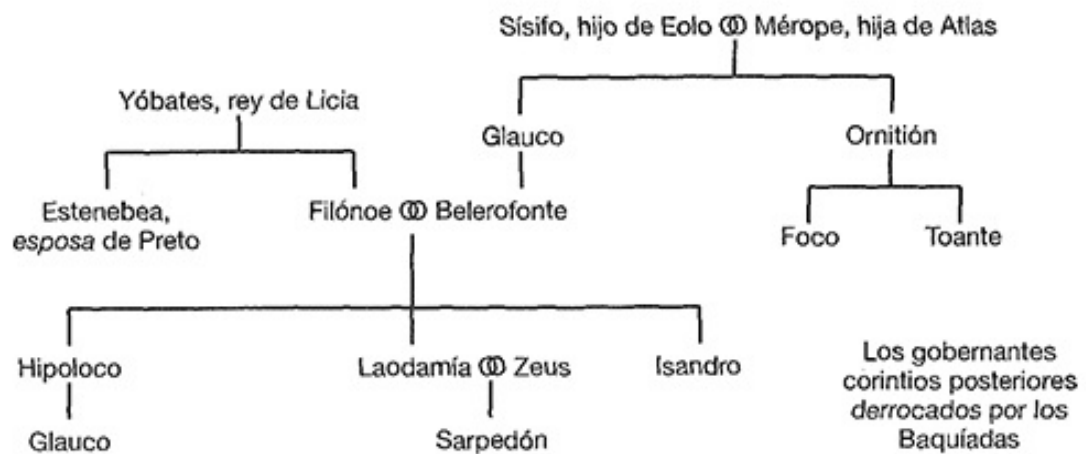 Sísifo, hijo de Eolo ⚭ Mérope, hija de Atlas
Yóbates, rey de Licia
Glauco
Ornitión
Estenebea,
esposa de Preto
Filónoe ⚭ Belerofonte
Foco
Toante
Hipoloco
Laodamía ⚭ Zeus
Isandro
Los gobernantes
corintios posteriores
derrocados por los
Baquíadas
Glauco
Sarpedón